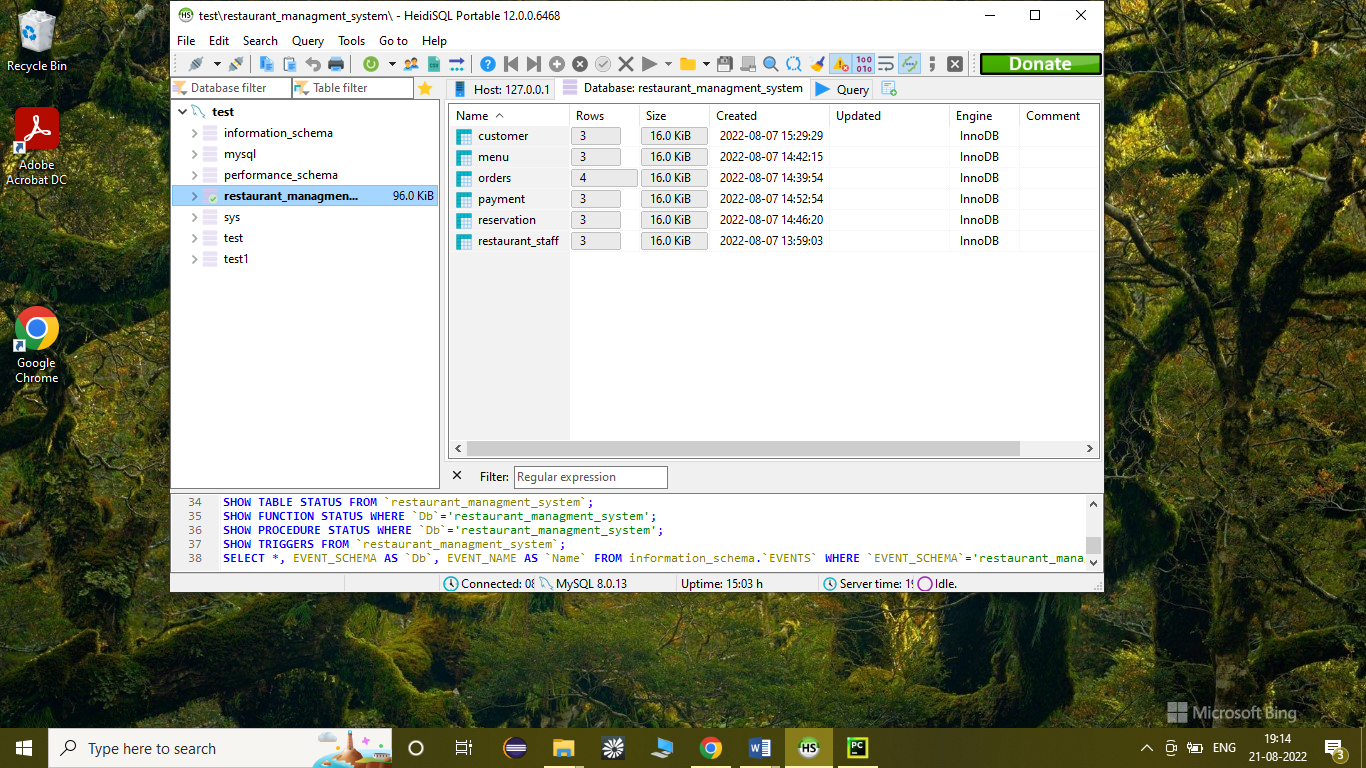 Recycle Bin
Adobe
Acrobat DC
Google
Chrome
test\restaurant_managment_system\ - HeidiSQL Portable 12.0.0.6468
File Edit Search Query Tools Go to Help
Donate
Database filter Table filter
Host: 127.0.0.1 Database: restaurant_managment_system Query
test
information_schema
mysql
performance_schema
restaurant_managmen... 96.0 KiB
sys
test
test1
Name Rows Size Created Updated Engine Comment
customer 3 16.0 KiB 2022-08-07 15:29:29 InnoDB
menu 3 16.0 KiB 2022-08-07 14:42:15 InnoDB
orders 4 16.0 KiB 2022-08-07 14:39:54 InnoDB
payment 3 16.0 KiB 2022-08-07 14:52:54 InnoDB
reservation 3 16.0 KiB 2022-08-07 14:46:20 InnoDB
restaurant_staff 3 16.0 KiB 2022-08-07 13:59:03 InnoDB
Filter: Regular expression
34 SHOW TABLE STATUS FROM `restaurant_managment_system`;
35 SHOW FUNCTION STATUS WHERE `Db`='restaurant_managment_system';
36 SHOW PROCEDURE STATUS WHERE `Db`='restaurant_managment_system';
37 SHOW TRIGGERS FROM `restaurant_managment_system`;
38 SELECT *, EVENT_SCHEMA AS `Db`, EVENT_NAME AS `Name` FROM information_schema.`EVENTS` WHERE `EVENT_SCHEMA`='restaurant_mana
Connected: 08 MySQL 8.0.13 Uptime: 15:03 h Server time: 19 Idle.
Microsoft Bing
Type here to search
HS
PC
ENG
19:14
21-08-2022
3